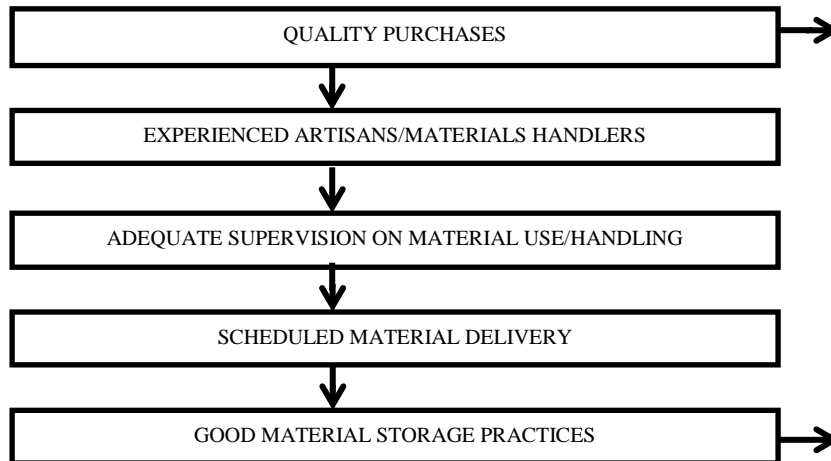 QUALITY PURCHASES
EXPERIENCED ARTISANS/MATERIALS HANDLERS
ADEQUATE SUPERVISION ON MATERIAL USE/HANDLING
SCHEDULED MATERIAL DELIVERY
GOOD MATERIAL STORAGE PRACTICES